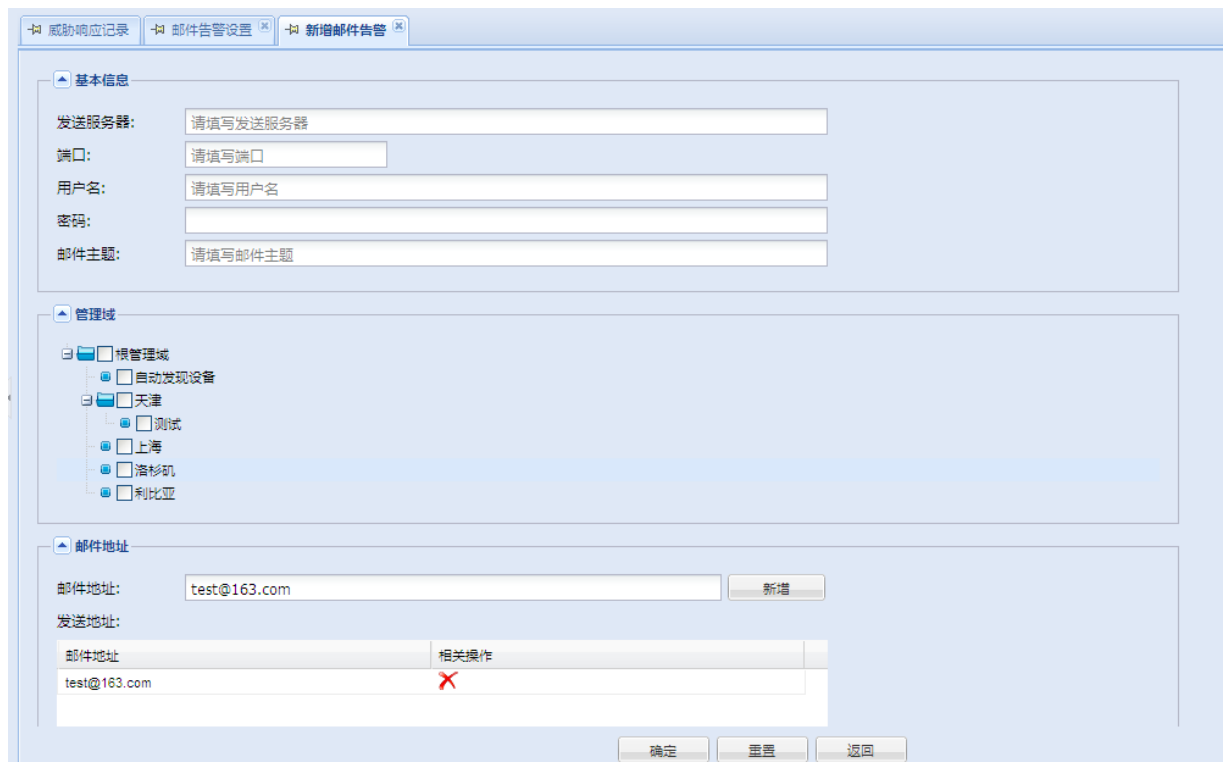 威胁响应记录 邮件告警设置 新增邮件告警
基本信息
发送服务器: 请填写发送服务器
端口: 请填写端口
用户名: 请填写用户名
密码:
邮件主题: 请填写邮件主题
管理域
根管理域
自动发现设备
天津
测试
上海
洛杉矶
利比亚
邮件地址
邮件地址: test@163.com 新增
发送地址:
邮件地址 相关操作
test@163.com
确定 重置 返回